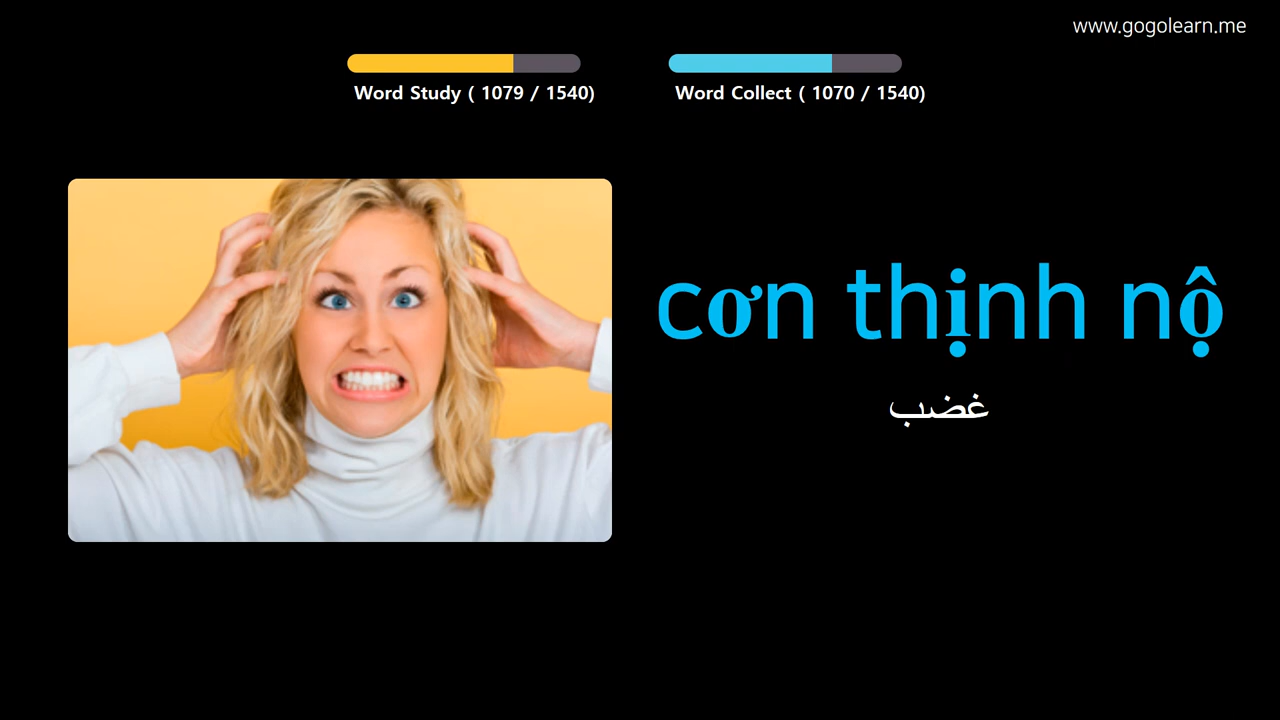 www.gogolearn.me
Word Study ( 1079 / 1540)
Word Collect ( 1070 / 1540)
cơn thịnh nộ
غضب